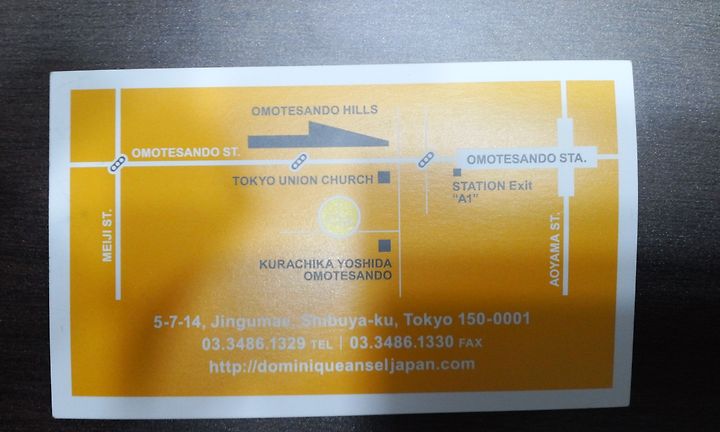 OMOTESANDO HILLS
OMOTESANDO ST.
OMOTESANDO STA.
TOKYO UNION CHURCH
STATION Exit
"A1"
MEIJI ST.
AOYAMA ST.
KURACHIKA YOSHIDA
OMOTESANDO
5-7-14, Jingumae, Shibuya-ku, Tokyo 150-0001
03.3486.1329 TEL | 03.3486.1330 FAX
http://dominiqueanseljapan.com